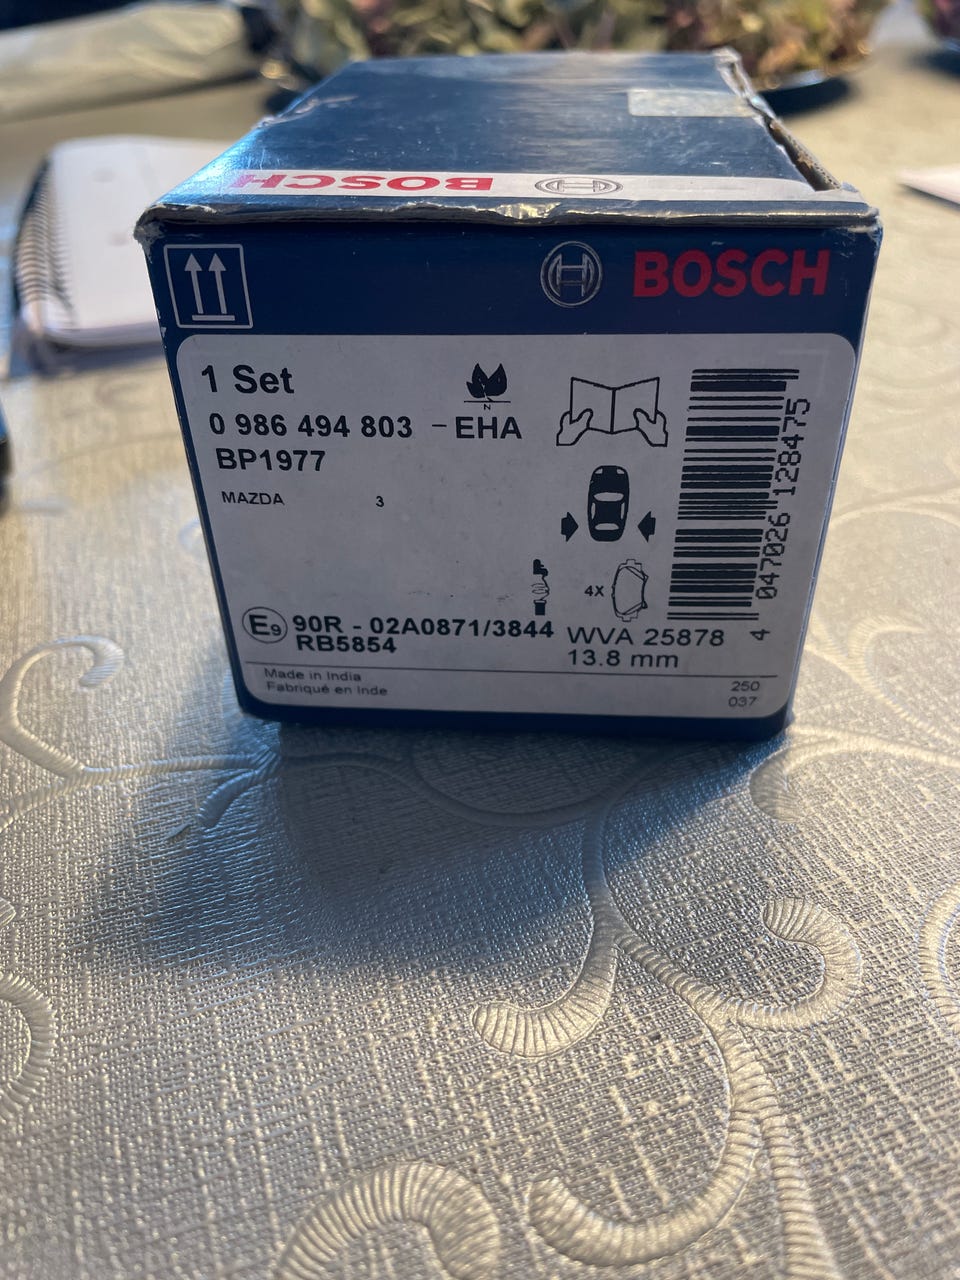 BOSCH
BOSCH
1 Set
0 986 494 803 - EHA
N
BP1977
MAZDA 3
4X
E9 90R - 02A0871/3844
RB5854
WVA 25878
13.8 mm
Made in India
Fabriqué en Inde
250
037
4 047026 128475